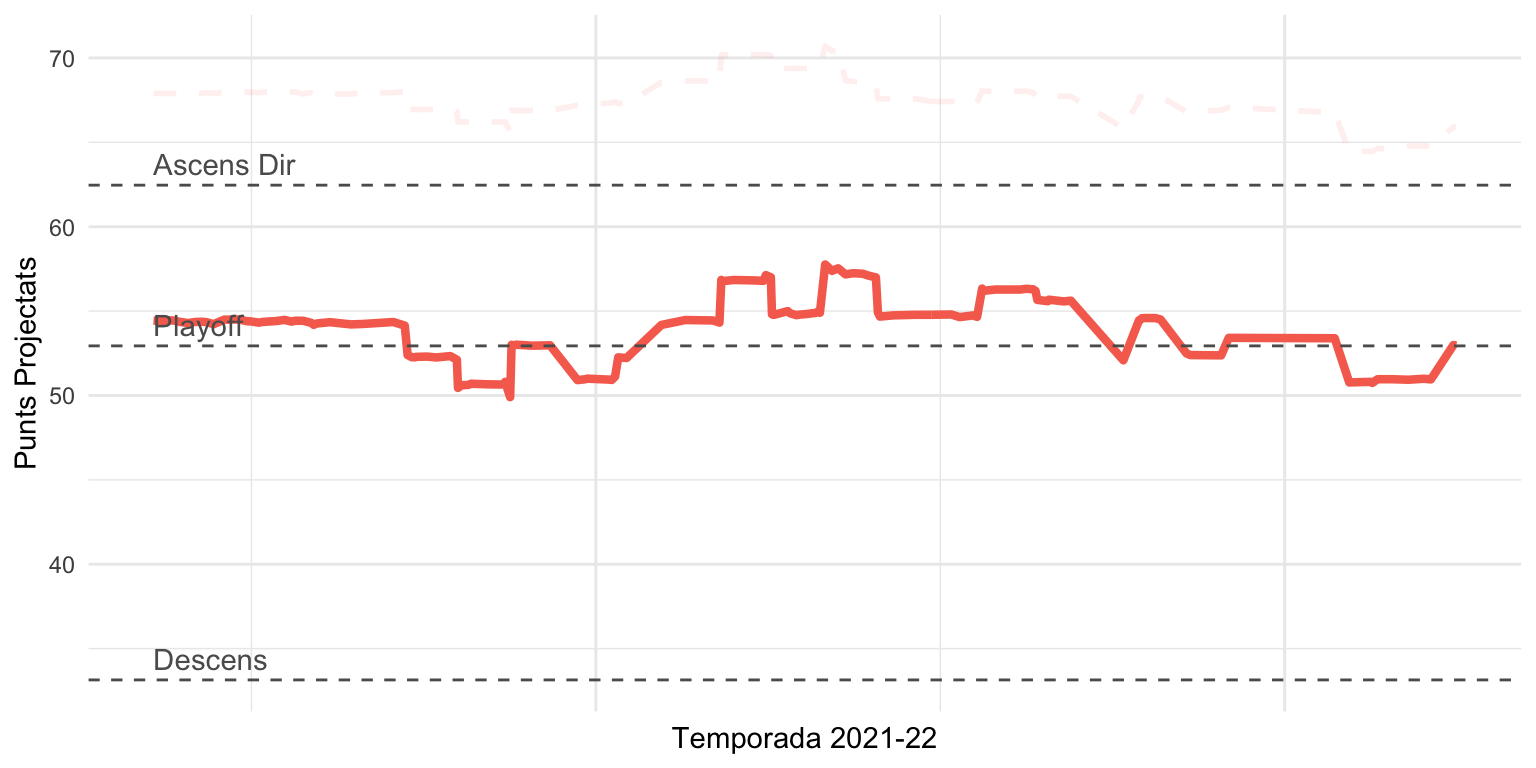 70
Ascens Dir
60
Playoff
50
40
Descens
Punts Projectats
Temporada 2021-22